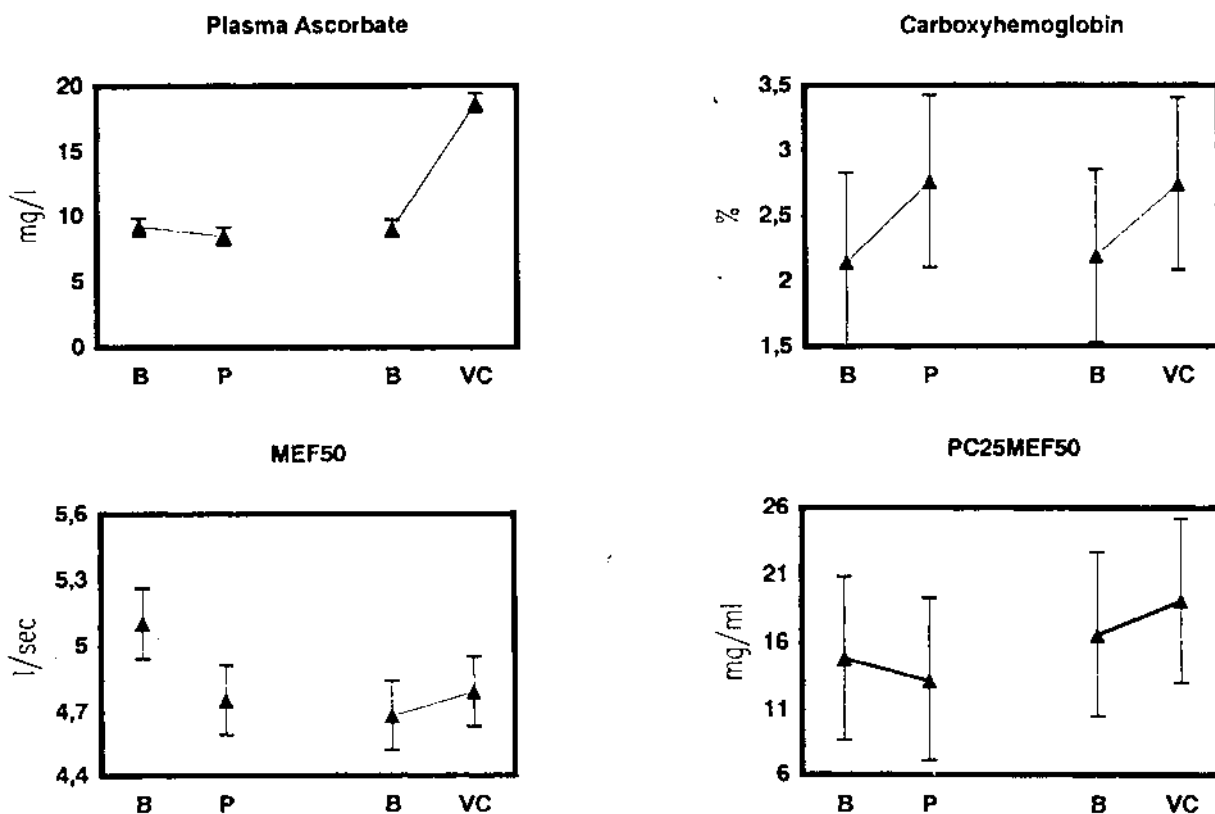 Plasma Ascorbate
20
15
10
5
0
mg/l
B P B VC
Carboxyhemoglobin
3,5
3
2,5
2
1,5
%
B P B VC
MEF50
5,6
5,3
5
4,7
4,4
l/sec
B P B VC
PC25MEF50
26
21
16
11
6
mg/ml
B P B VC